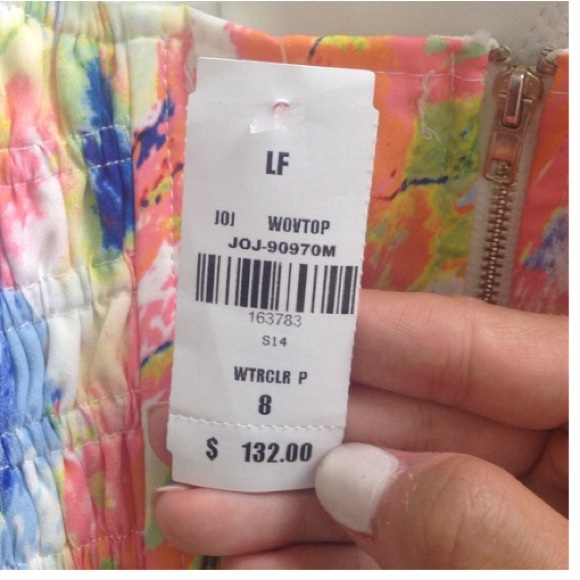 LF
JOJ WOVTOP
JOJ-90970M
163783
S14
WTRCLR P
8
$ 132.00